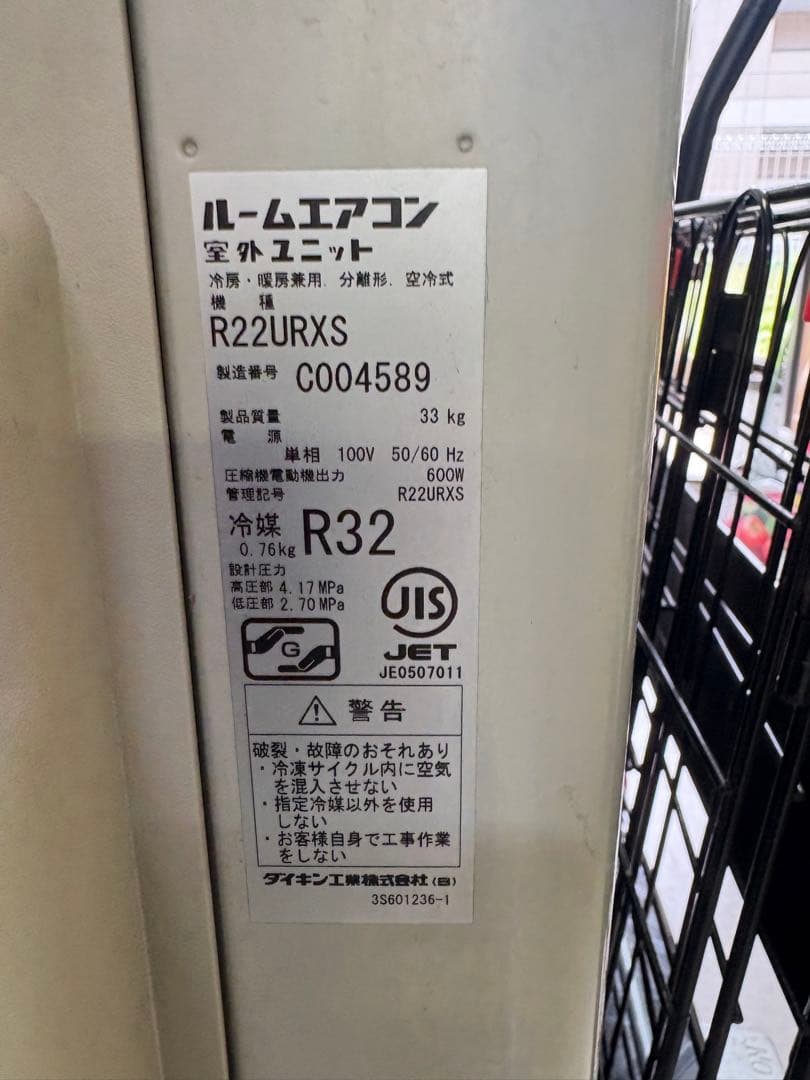 ルームエアコン
室外ユニット
冷房・暖房兼用．分離形．空冷式
機　種
R22URXS
製造番号 C004589
製品質量 33 kg
電　源
単相 100V 50/60 Hz
圧縮機電動機出力 600W
管理記号 R22URXS
冷媒 R32
0.76kg
設計圧力
高圧部 4.17 MPa
低圧部 2.70 MPa
JIS
G
JET
JE0507011
警告
破裂・故障のおそれあり
・冷凍サイクル内に空気
を混入させない
・指定冷媒以外を使用
しない
・お客様自身で工事作業
をしない
ダイキン工業株式会社
3S601236-1